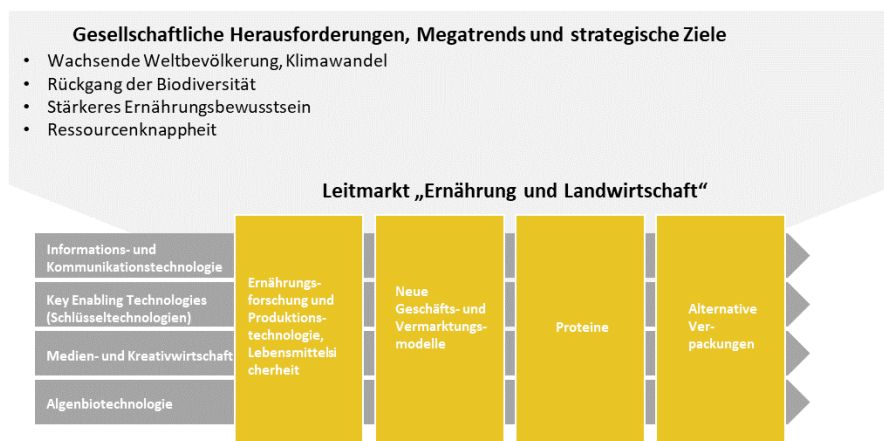 Gesellschaftliche Herausforderungen, Megatrends und strategische Ziele
• Wachsende Weltbevölkerung, Klimawandel
• Rückgang der Biodiversität
• Stärkeres Ernährungsbewusstsein
• Ressourcenknappheit
Leitmarkt „Ernährung und Landwirtschaft“
Informations- und
Kommunikationstechnologie
Key Enabling Technologies
(Schlüsseltechnologien)
Medien- und Kreativwirtschaft
Algenbiotechnologie
Ernährungs-
forschung und
Produktions-
technologie,
Lebensmittelsi
cherheit
Neue
Geschäfts- und
Vermarktungs-
modelle
Proteine
Alternative
Ver-
packungen